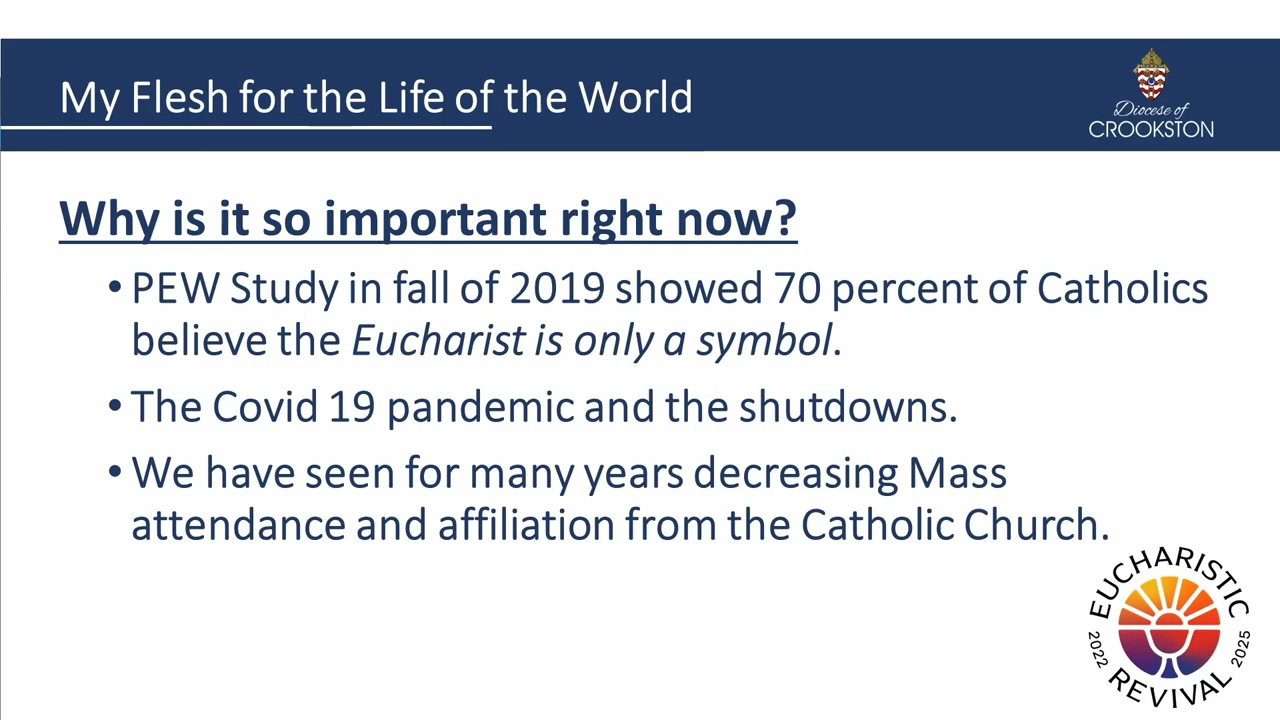 My Flesh for the Life of the World
Diocese of
CROOKSTON
Why is it so important right now?
• PEW Study in fall of 2019 showed 70 percent of Catholics
believe the Eucharist is only a symbol.
• The Covid 19 pandemic and the shutdowns.
• We have seen for many years decreasing Mass
attendance and affiliation from the Catholic Church.
EUCHARISTIC
2022
2025
REVIVAL